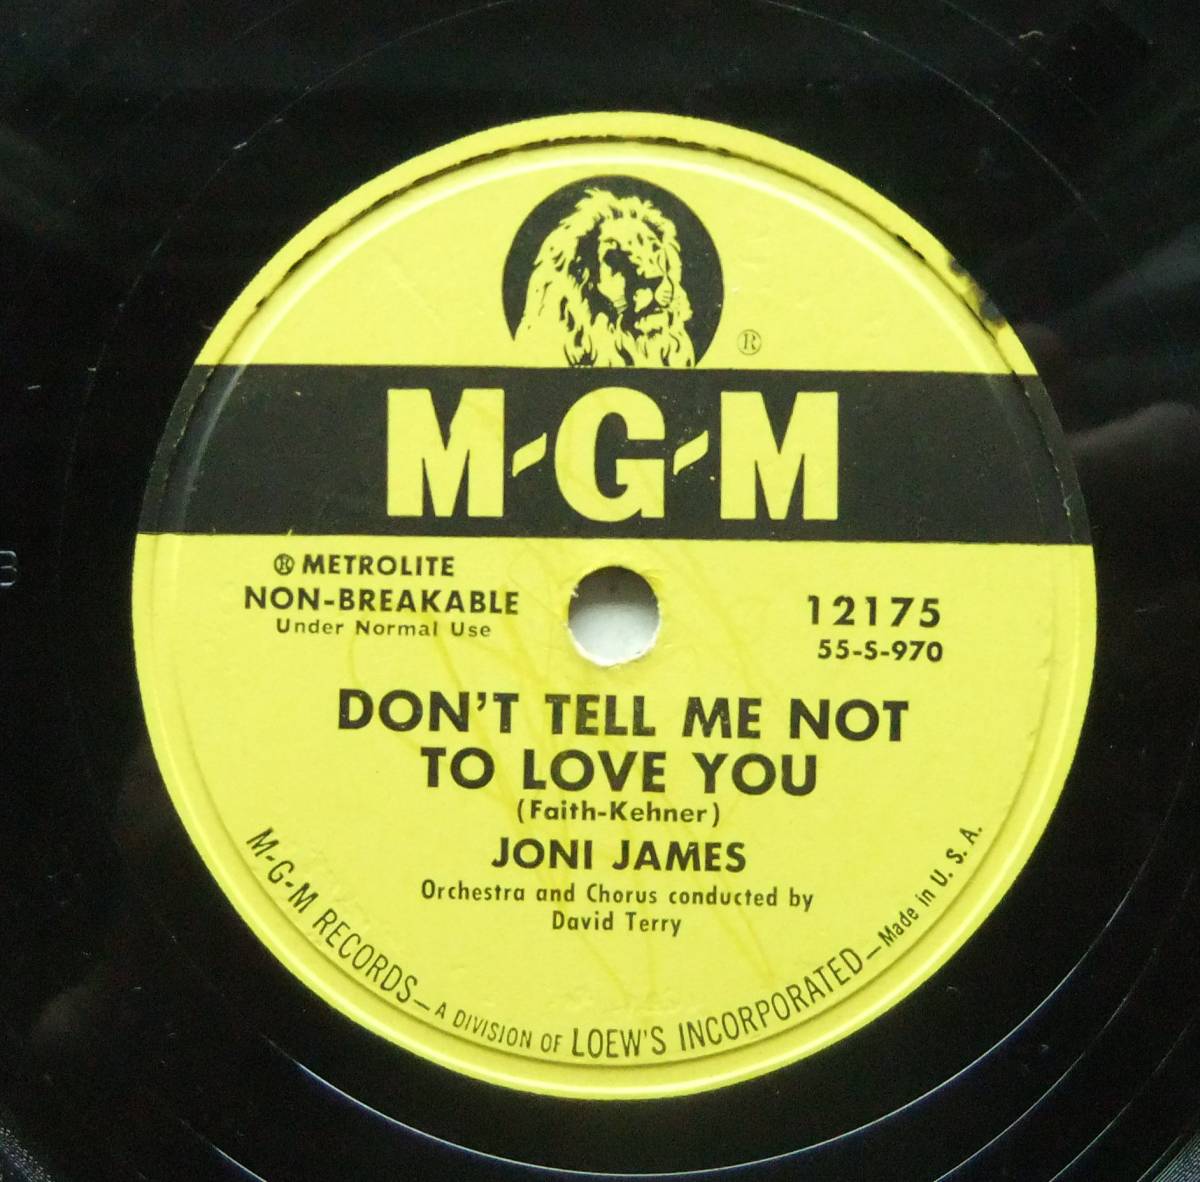 ®
M-G-M
® METROLITE
NON-BREAKABLE
Under Normal Use
12175
55-S-970
DON'T TELL ME NOT
TO LOVE YOU
(Faith-Kehner)
JONI JAMES
Orchestra and Chorus conducted by
David Terry
M-G-M RECORDS—A DIVISION OF LOEW'S INCORPORATED—Made in U. S. A.